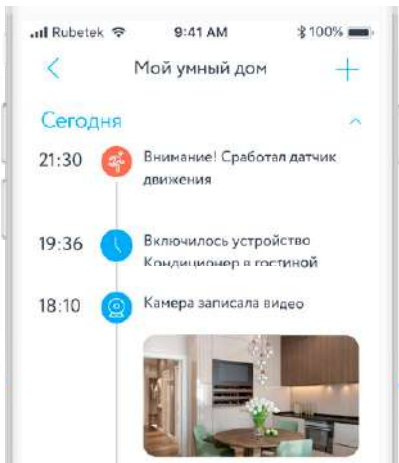 Rubetek 9:41 AM 100%
Мой умный дом
Сегодня
21:30 Внимание! Сработал датчик
движения
19:36 Включилось устройство
Кондиционер в гостиной
18:10 Камера записала видео